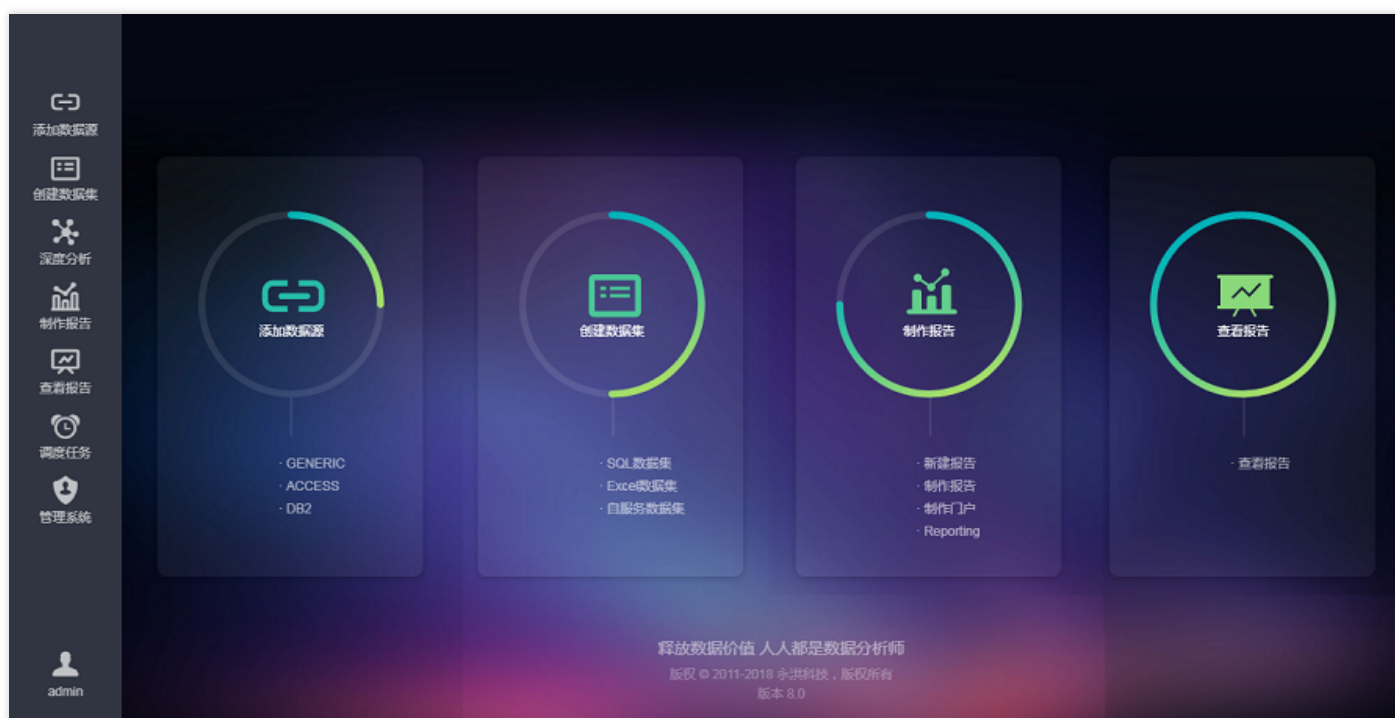 添加数据源
创建数据集
深度分析
制作报告
查看报告
调度任务
管理系统
admin
添加数据源
· GENERIC
· ACCESS
· DB2
创建数据集
· SQL数据集
· Excel数据集
· 自服务数据集
制作报告
· 新建报告
· 制作报告
· 制作门户
· Reporting
查看报告
· 查看报告
释放数据价值 人人都是数据分析师
版权 © 2011-2018 永洪科技，版权所有
版本 8.0